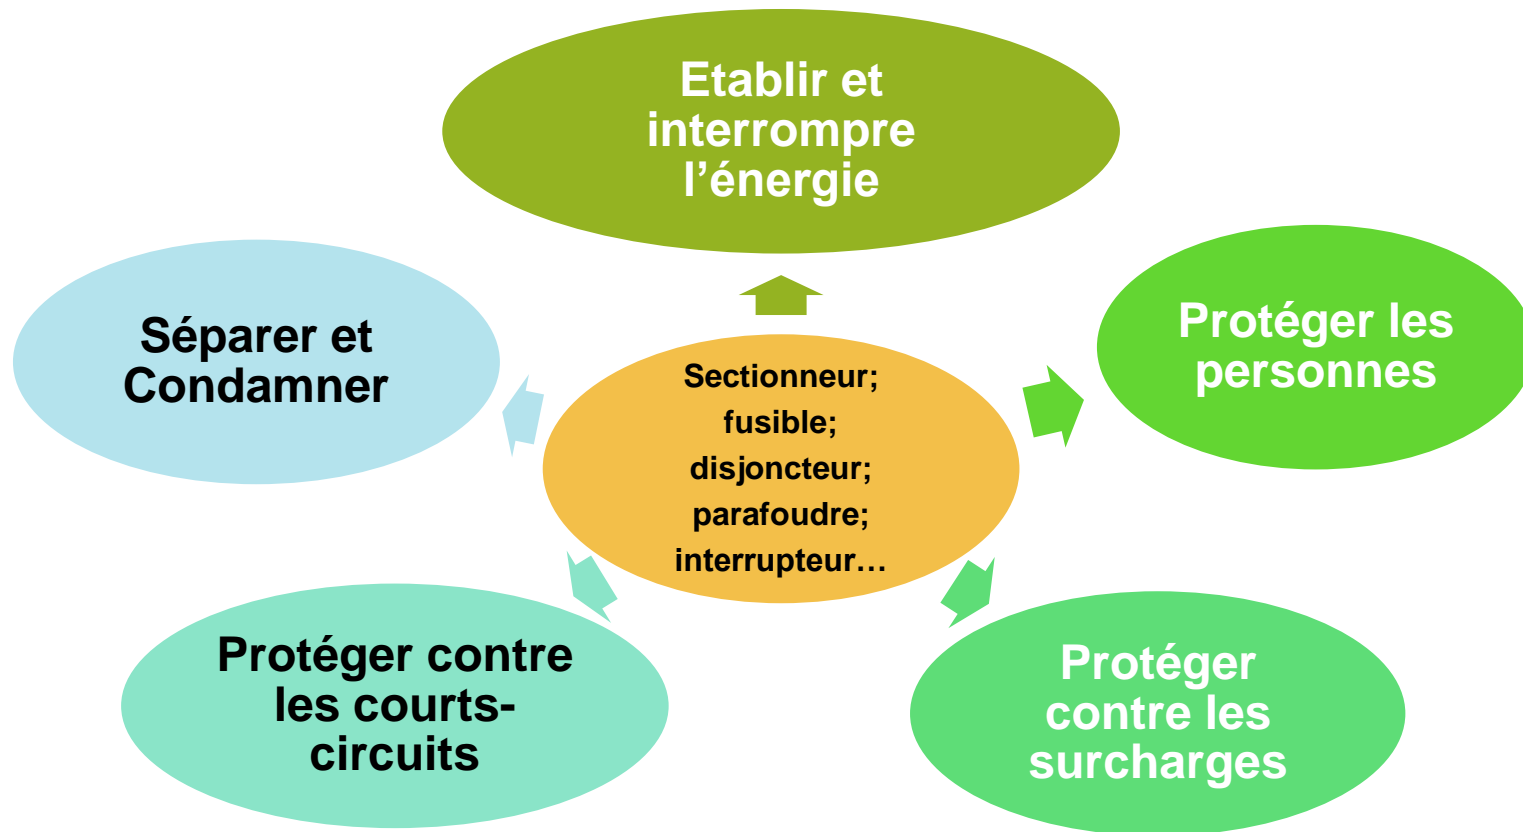 Etablir et
interrompre
l’énergie
Protéger les
personnes
Séparer et
Condamner
Sectionneur;
fusible;
disjoncteur;
parafoudre;
interrupteur…
Protéger contre
les courts-
circuits
Protéger
contre les
surcharges